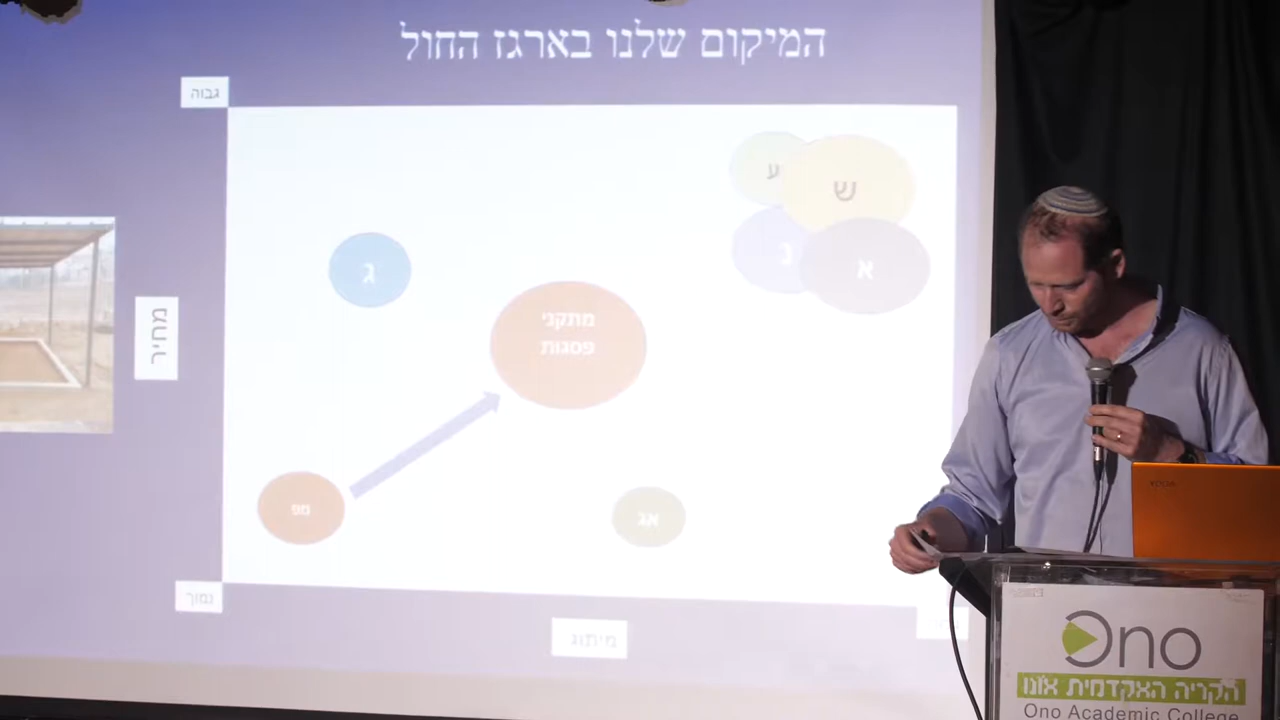 המיקום שלנו בארגז החול
גבוה
ע
ש
נ
א
ג
מתקני
פסגות
מחיר
מפ
אג
נמוך
מיתוג
YOGA
Ono
הקריה האקדמית אונו
Ono Academic College